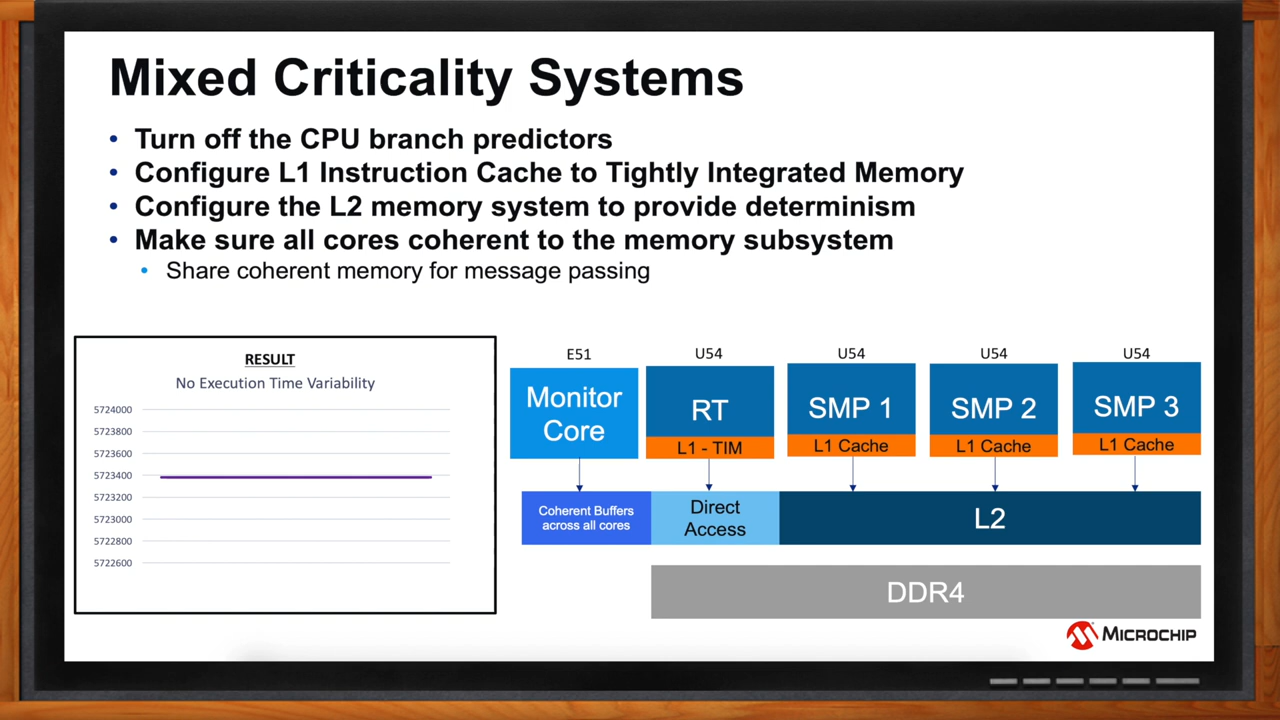 Mixed Criticality Systems
• Turn off the CPU branch predictors
• Configure L1 Instruction Cache to Tightly Integrated Memory
• Configure the L2 memory system to provide determinism
• Make sure all cores coherent to the memory subsystem
• Share coherent memory for message passing
RESULT
No Execution Time Variability
5724000
5723800
5723600
5723400
5723200
5723000
5722800
5722600
E51
U54
U54
U54
U54
Monitor
Core
RT
SMP 1
SMP 2
SMP 3
L1 - TIM
L1 Cache
L1 Cache
L1 Cache
Coherent Buffers
across all cores
Direct
Access
L2
DDR4
MICROCHIP